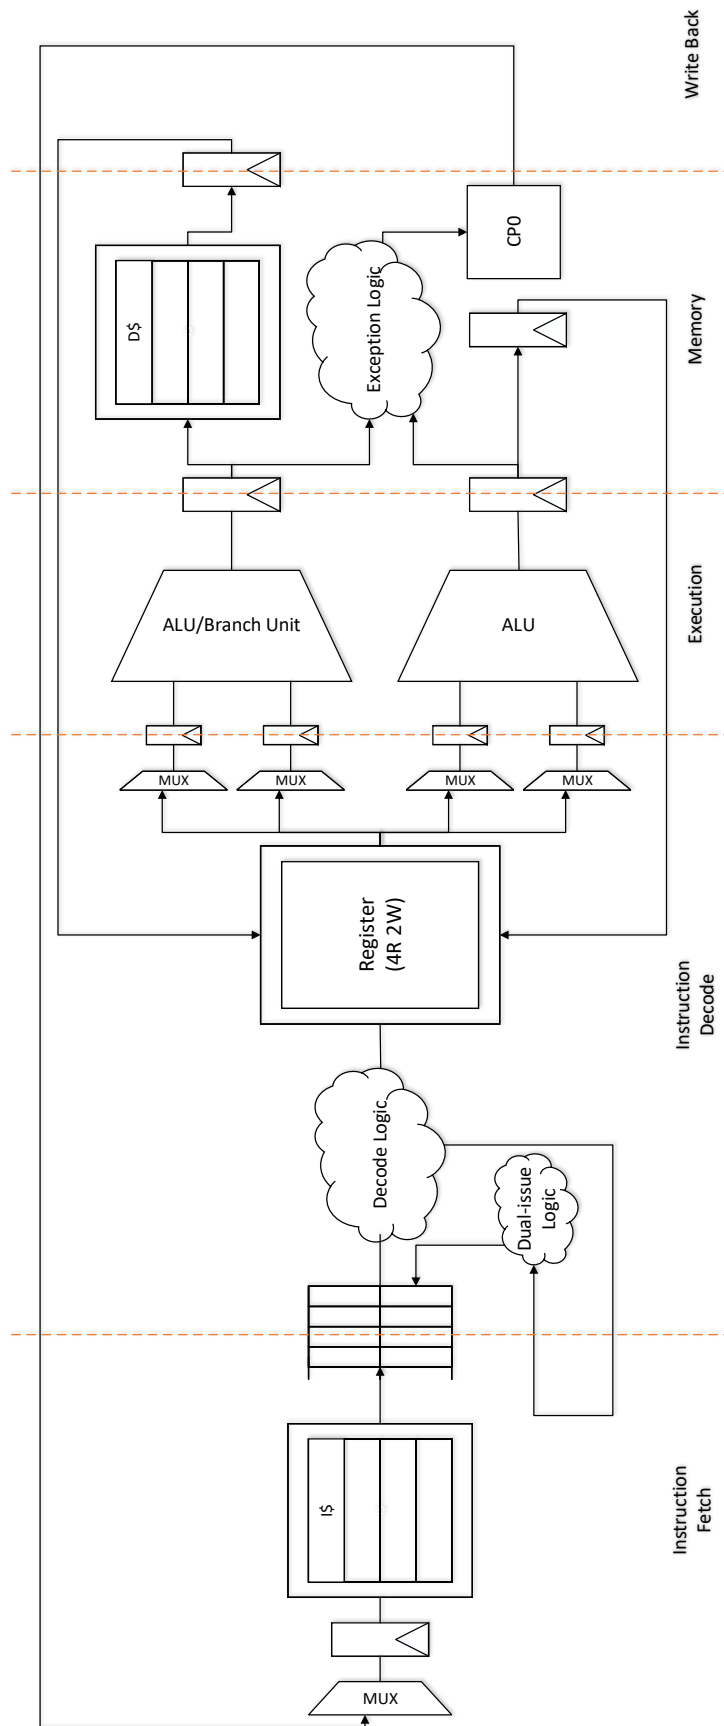 Write Back
D$
CP0
Exception Logic
Memory
ALU/Branch Unit
ALU
Execution
MUX
MUX
MUX
MUX
Register
(4R 2W)
Instruction
Decode
Decode Logic
Dual-issue
Logic
I$
Instruction
Fetch
MUX